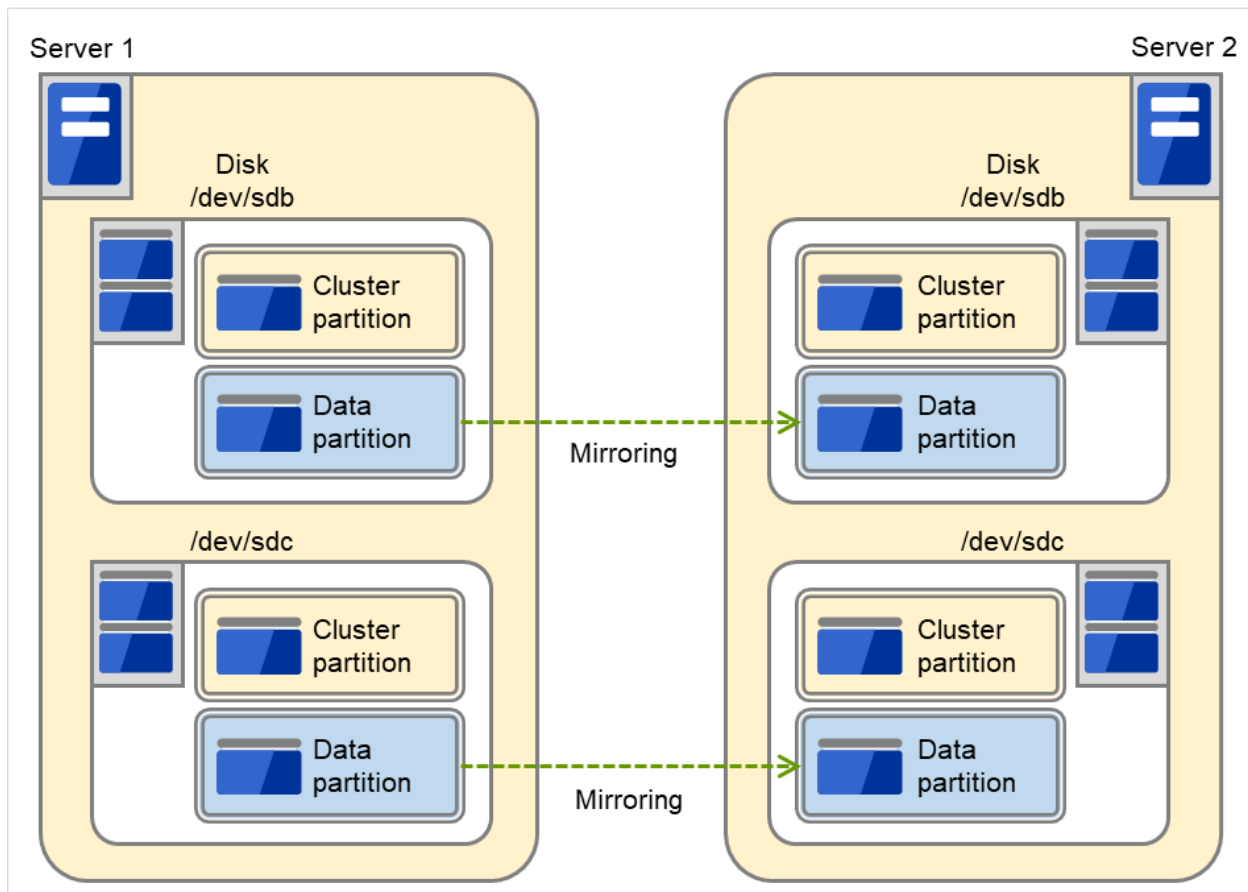 Server 1
Server 2
Disk
/dev/sdb
Disk
/dev/sdb
Cluster
partition
Cluster
partition
Data
partition
Mirroring
Data
partition
/dev/sdc
/dev/sdc
Cluster
partition
Cluster
partition
Data
partition
Mirroring
Data
partition